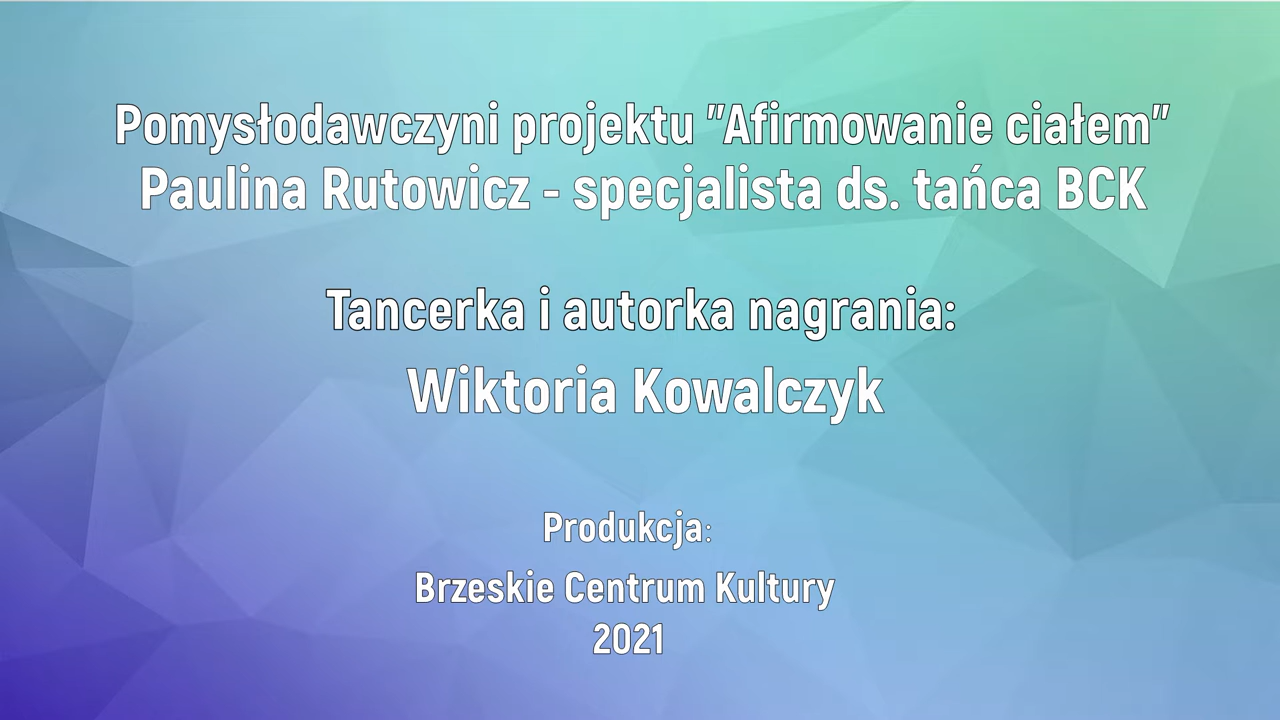 Pomysłodawczyni projektu "Afirmowanie ciałem"
Paulina Rutowicz - specjalista ds. tańca BCK
Tancerka i autorka nagrania:
Wiktoria Kowalczyk
Produkcja:
Brzeskie Centrum Kultury
2021